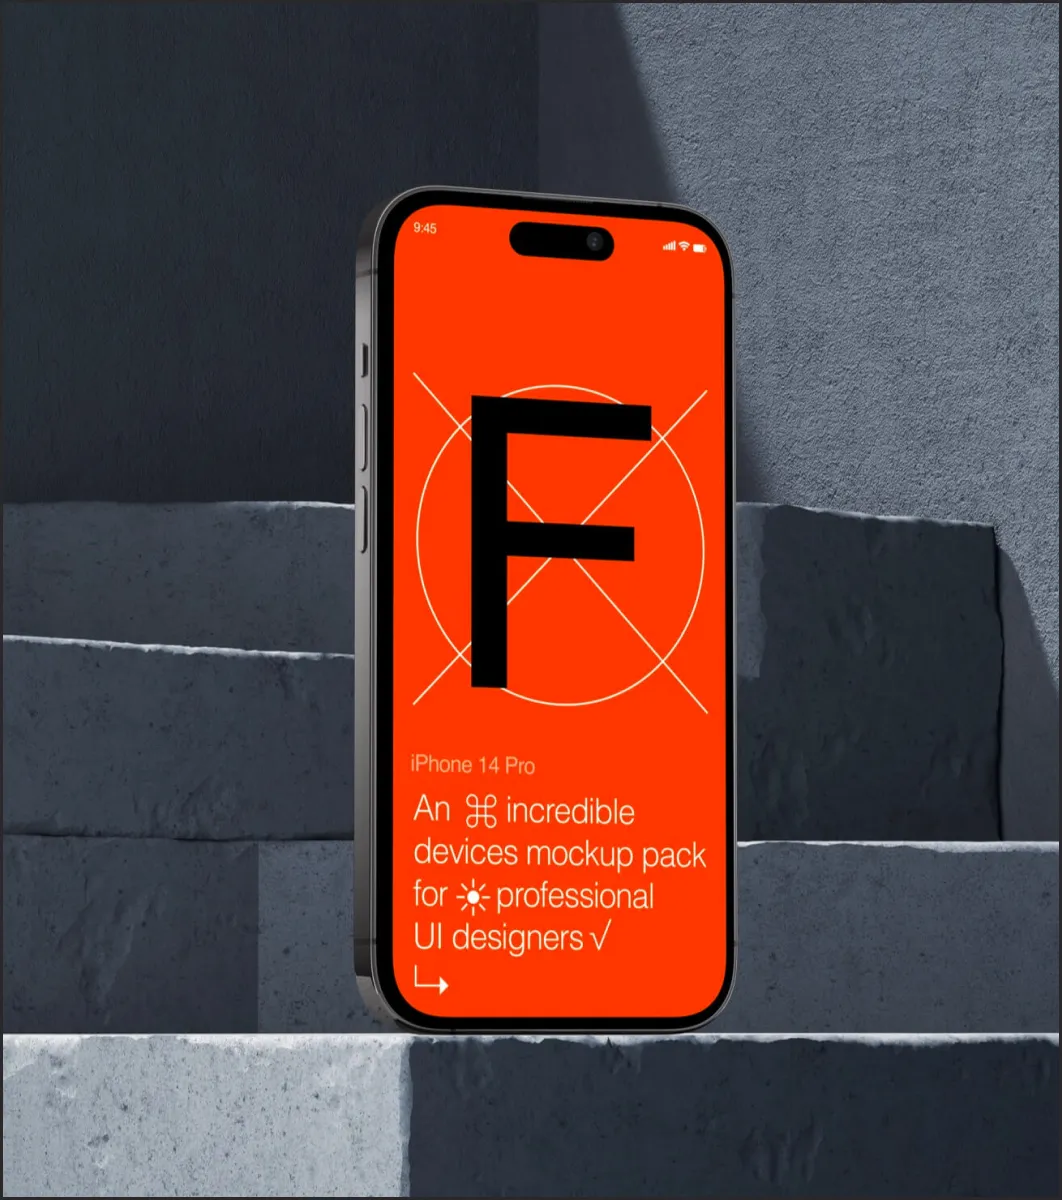 9:45
F
iPhone 14 Pro
An ⌘ incredible
devices mockup pack
for ☀ professional
UI designers √